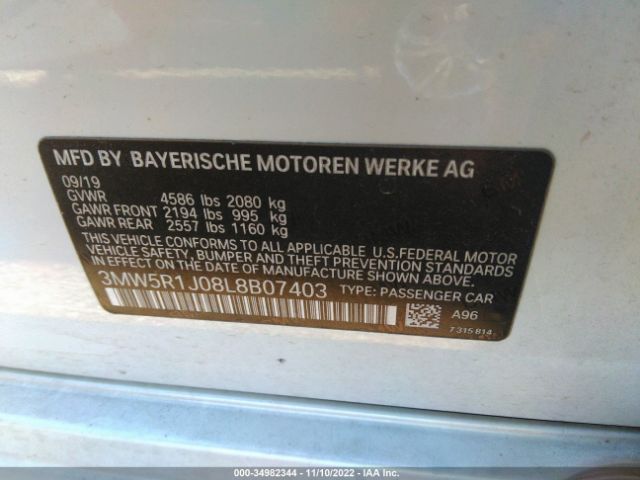 MFD BY BAYERISCHE MOTOREN WERKE AG
09/19
GVWR 4586 lbs 2080 kg
GAWR FRONT 2194 lbs 995 kg
GAWR REAR 2557 lbs 1160 kg
THIS VEHICLE CONFORMS TO ALL APPLICABLE U.S.FEDERAL MOTOR
VEHICLE SAFETY, BUMPER AND THEFT PREVENTION STANDARDS
IN EFFECT ON THE DATE OF MANUFACTURE SHOWN ABOVE.
3MW5R1J08L8B07403 TYPE: PASSENGER CAR
A96
7 315 814
000-34982344 - 11/10/2022 - IAA Inc.